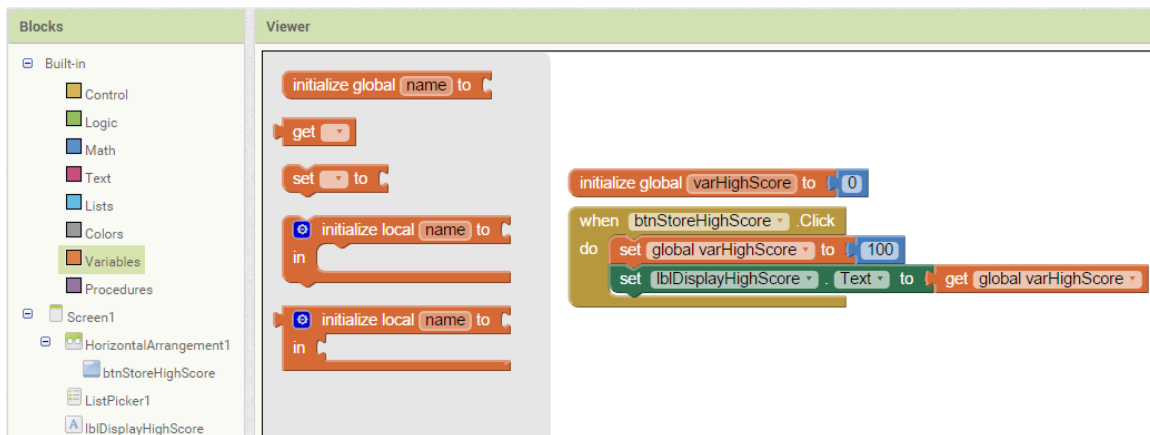 Blocks
Viewer
Built-in
Control
Logic
Math
Text
Lists
Colors
Variables
Procedures
Screen1
HorizontalArrangement1
btnStoreHighScore
ListPicker1
lblDisplayHighScore
initialize global name to
get
set to
initialize local name to
in
initialize local name to
in
initialize global varHighScore to 0
when btnStoreHighScore .Click
do set global varHighScore to 100
set lblDisplayHighScore . Text to get global varHighScore